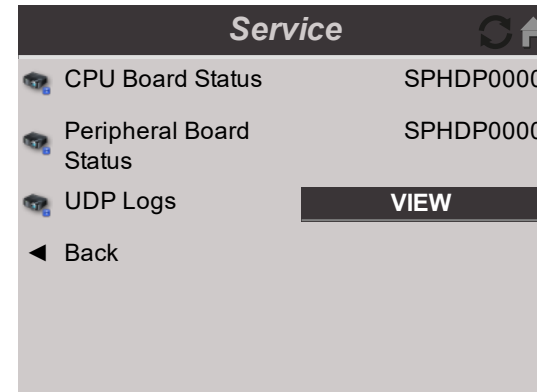 Service
CPU Board Status SPHDP0000
Peripheral Board SPHDP0000
Status
UDP Logs VIEW
◄ Back